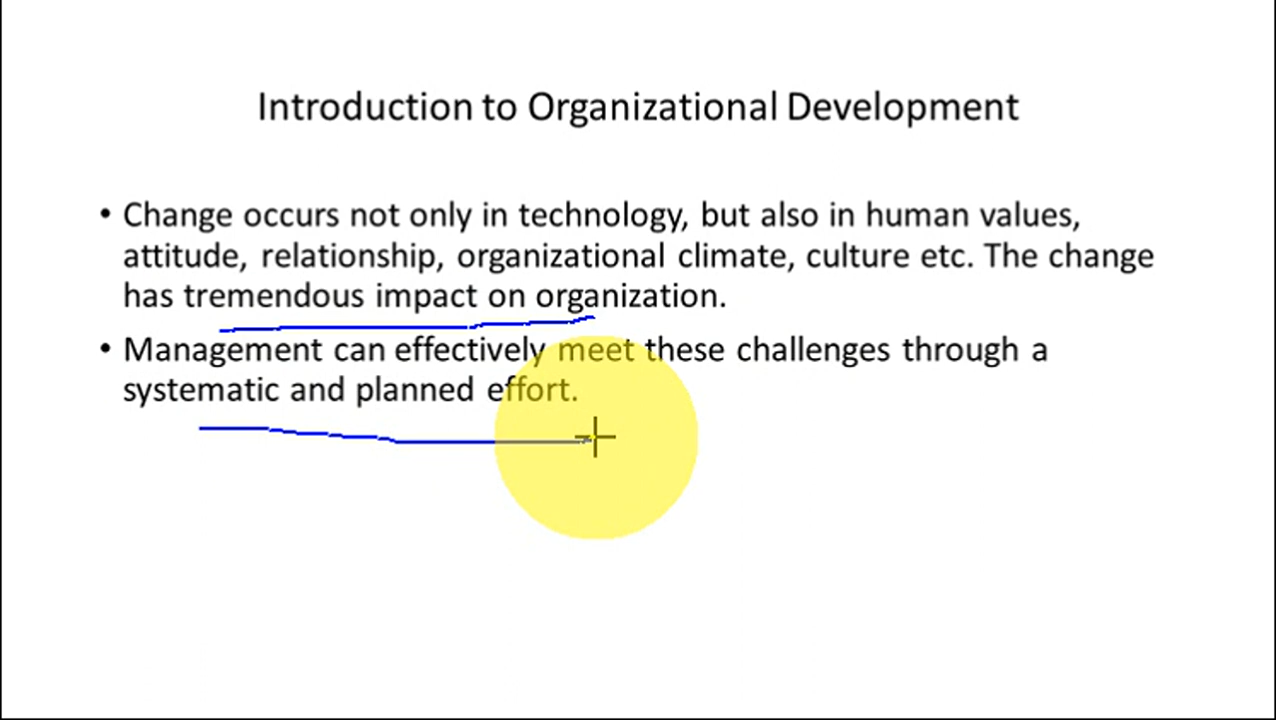 Introduction to Organizational Development
• Change occurs not only in technology, but also in human values,
attitude, relationship, organizational climate, culture etc. The change
has tremendous impact on organization.
• Management can effectively meet these challenges through a
systematic and planned effort.